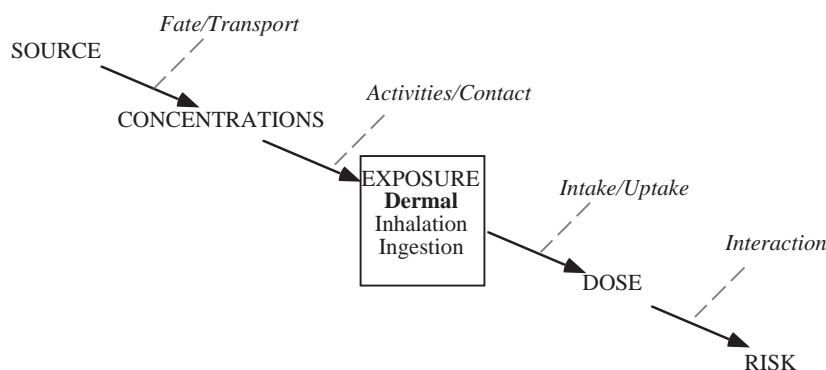 Fate/Transport
SOURCE
Activities/Contact
CONCENTRATIONS
EXPOSURE
Dermal
Inhalation
Ingestion
Intake/Uptake
Interaction
DOSE
RISK